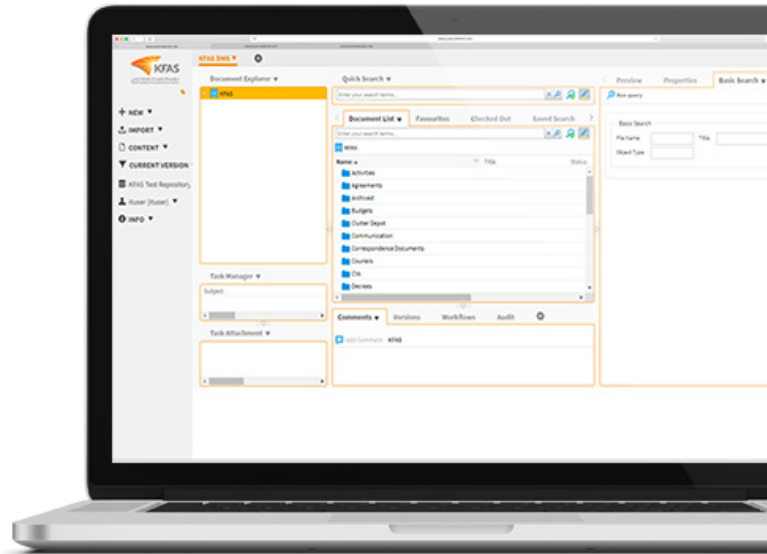 KFAS DMS
KFAS
NEW
IMPORT
CONTENT
CURRENT VERSION
KFAS Test Repository
ituser (ituser)
INFO
Document Explorer
KFAS
Task Manager
Subject
Task Attachment
Quick Search
Enter your search terms...
Document List Favourites Checked Out Saved Search
Enter your search terms...
KFAS
Name Title Status
Activities
Agreements
Archived
Budgets
Clutter Depot
Communication
Correspondence Documents
Couriers
CVs
Decrees
Comments Versions Workflows Audit
Add Comment KFAS
Preview Properties Basic Search
Run query
Basic Search
File Name Title
Object Type